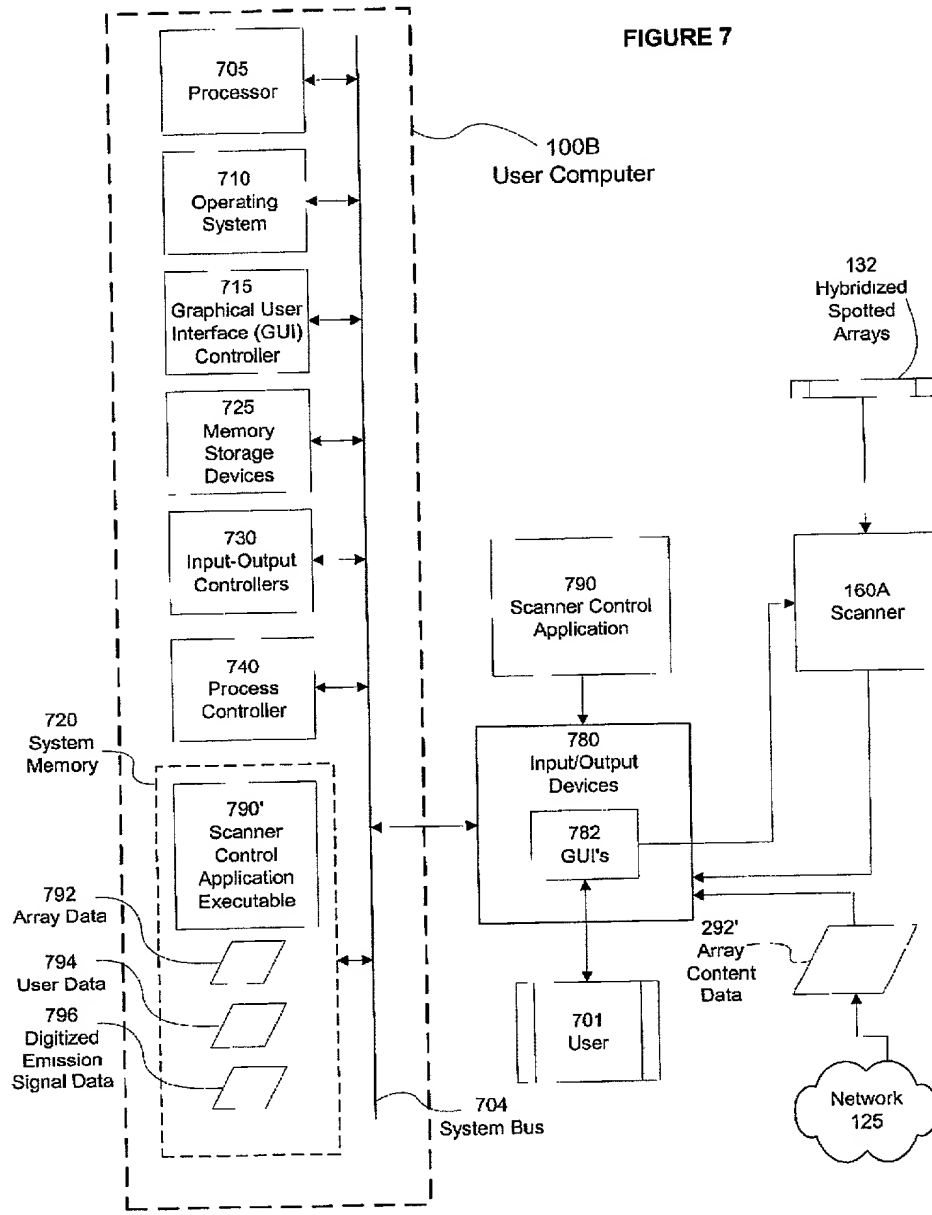 FIGURE 7
705
Processor
100B
User Computer
710
Operating
System
715
Graphical User
Interface (GUI)
Controller
132
Hybridized
Spotted
Arrays
725
Memory
Storage
Devices
730
Input-Output
Controllers
790
Scanner Control
Application
160A
Scanner
740
Process
Controller
720
System
Memory
780
Input/Output
Devices
782
GUI's
790'
Scanner
Control
Application
Executable
792
Array Data
794
User Data
796
Digitized
Emission
Signal Data
292'
Array
Content
Data
701
User
704
System Bus
Network
125